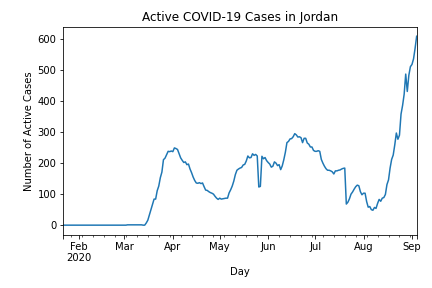 Active COVID-19 Cases in Jordan
Number of Active Cases
600
500
400
300
200
100
0
Feb Mar Apr May Jun Jul Aug Sep
2020
Day